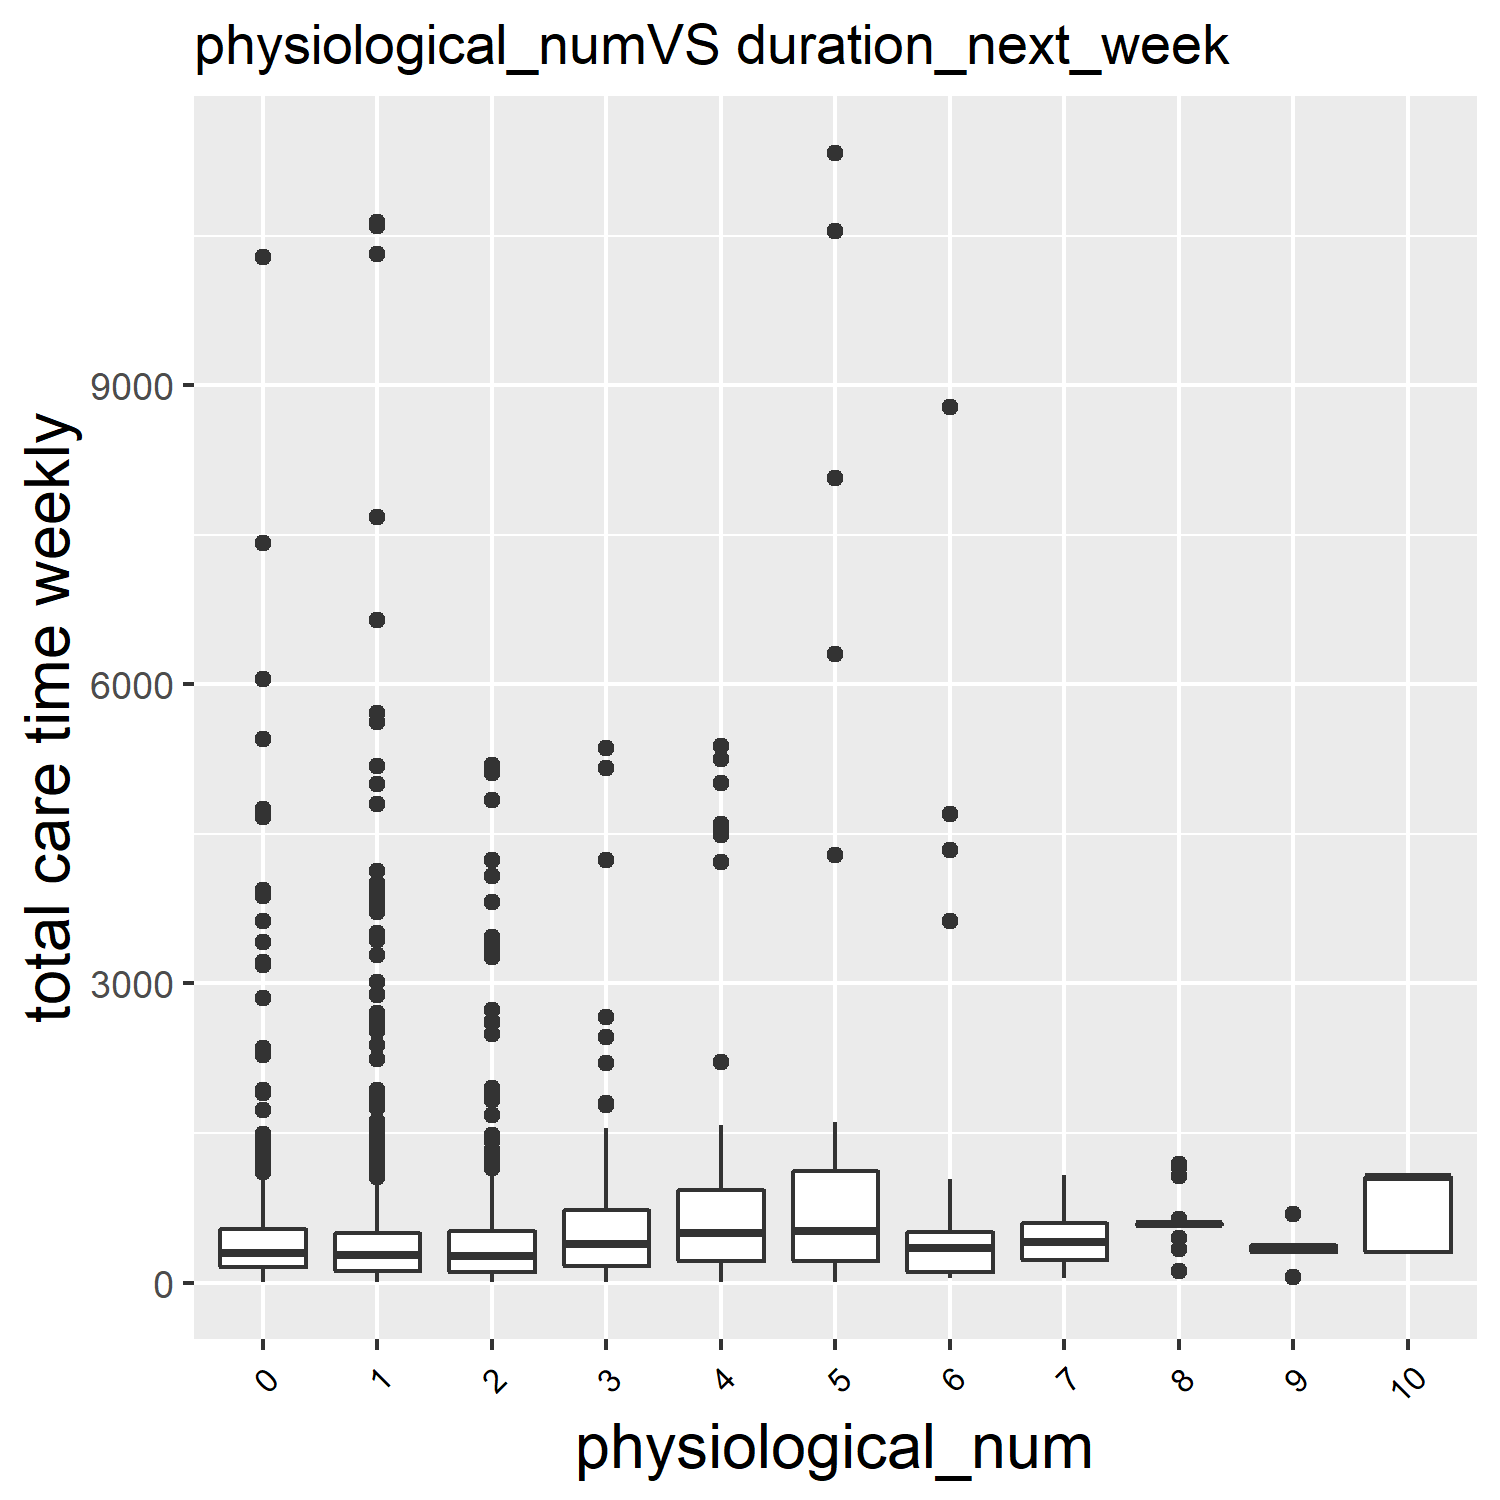 physiological_numVS duration_next_week
total care time weekly
9000
6000
3000
0
0 1 2 3 4 5 6 7 8 9 10
physiological_num